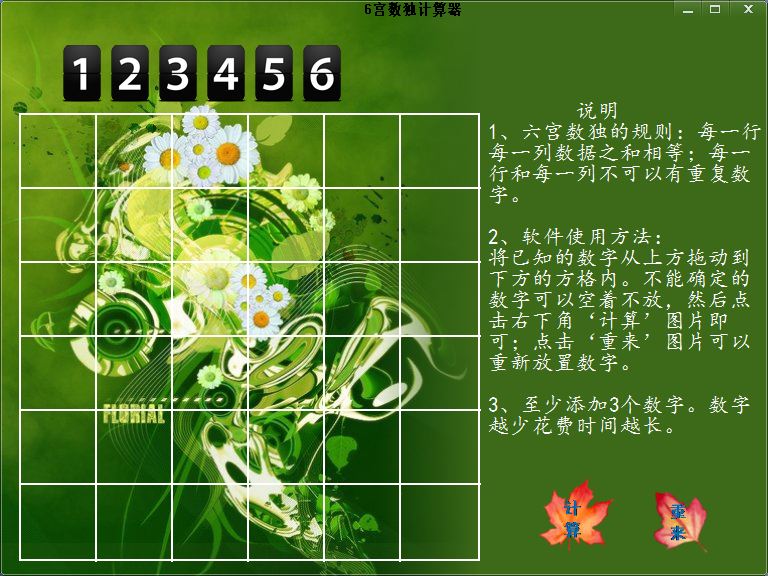 6宫数独计算器
1 2 3 4 5 6
说明
1、六宫数独的规则：每一行
每一列数据之和相等；每一
行和每一列不可以有重复数
字。
2、软件使用方法：
将已知的数字从上方拖动到
下方的方格内。不能确定的
数字可以空着不放，然后点
击右下角‘计算’图片即
可；点击‘重来’图片可以
重新放置数字。
3、至少添加3个数字。数字
越少花费时间越长。
FLORIAL
计
算
重
来